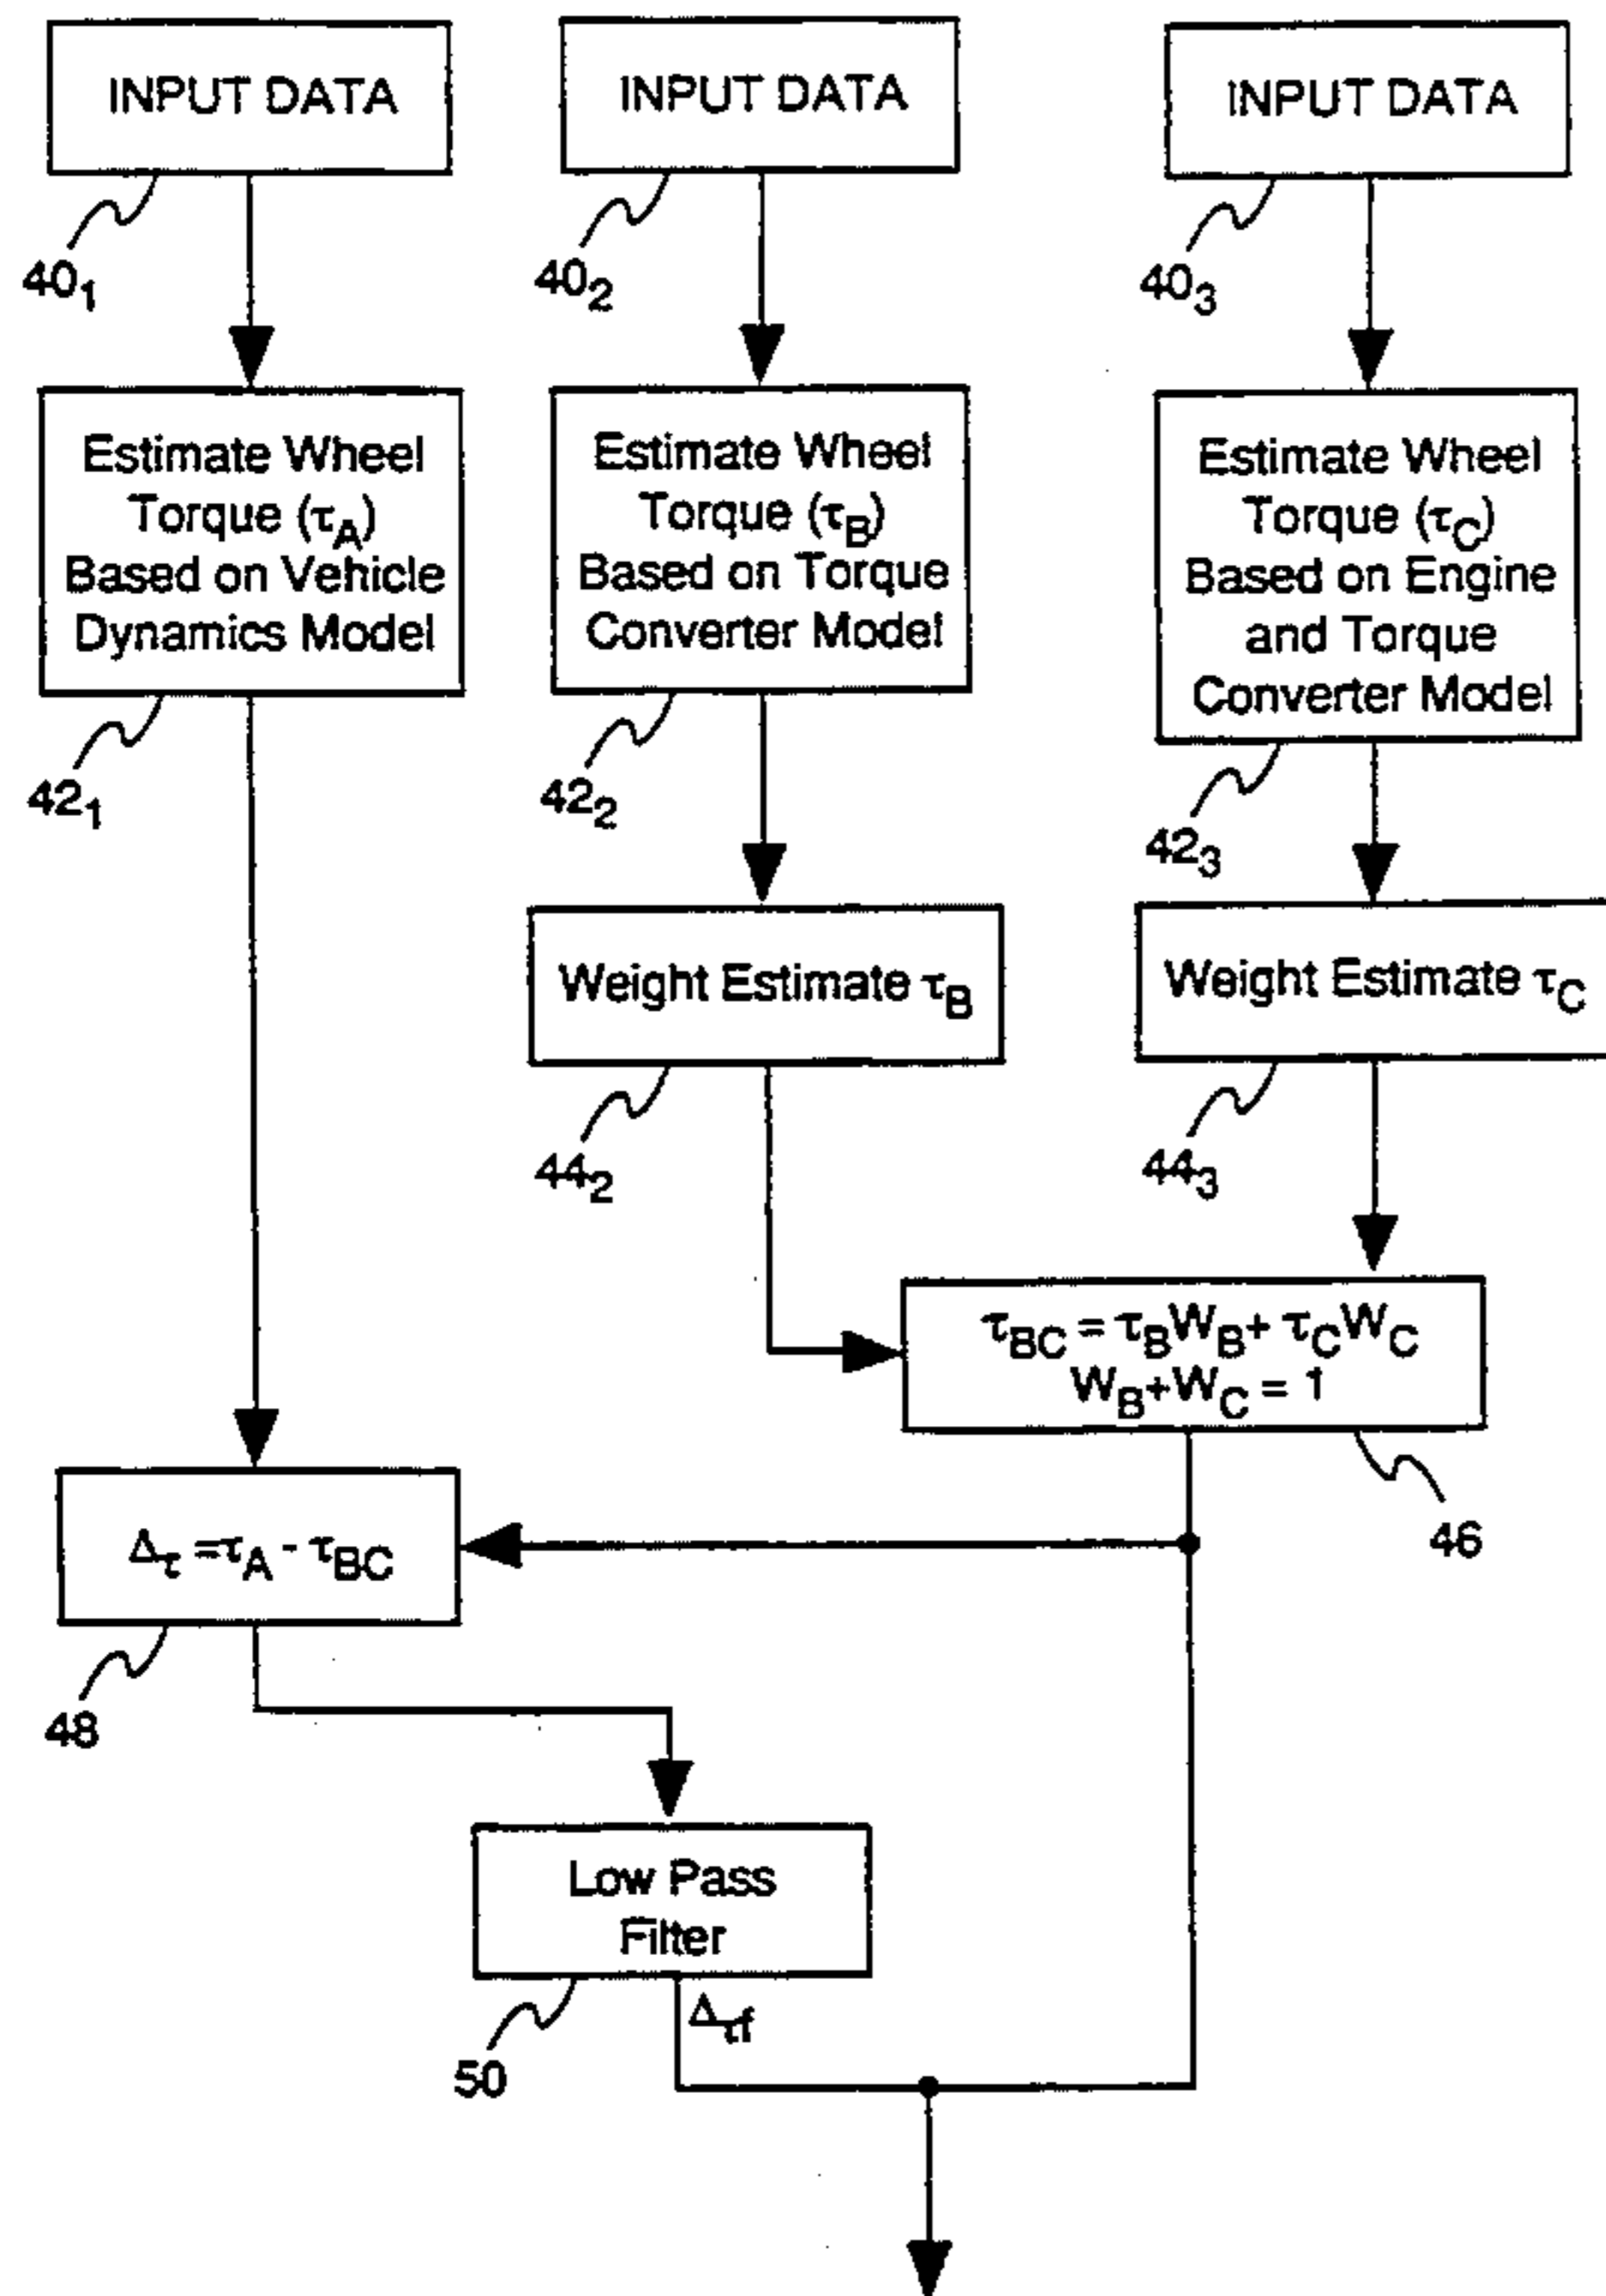 INPUT DATA
INPUT DATA
INPUT DATA
40₁
40₂
40₃
Estimate Wheel
Torque (τA)
Based on Vehicle
Dynamics Model
Estimate Wheel
Torque (τB)
Based on Torque
Converter Model
Estimate Wheel
Torque (τC)
Based on Engine
and Torque
Converter Model
42₁
42₂
42₃
Weight Estimate τB
Weight Estimate τC
44₂
44₃
τBC = τBWB+ τCWC
WB+WC = 1
46
Δτ =τA - τBC
48
Low Pass
Filter
Δτf
50